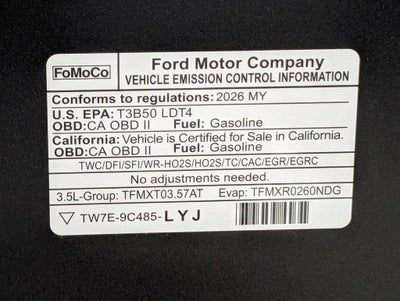 FoMoCo
Ford Motor Company
VEHICLE EMISSION CONTROL INFORMATION
Conforms to regulations: 2026 MY
U.S. EPA: T3B50 LDT4
OBD:CA OBD II Fuel: Gasoline
California: Vehicle is Certified for Sale in California.
OBD:CA OBD II Fuel: Gasoline
TWC/DFI/SFI/WR-HO2S/HO2S/TC/CAC/EGR/EGRC
No adjustments needed.
3.5L-Group: TFMXT03.57AT Evap: TFMXR0260NDG
TW7E-9C485-LYJ